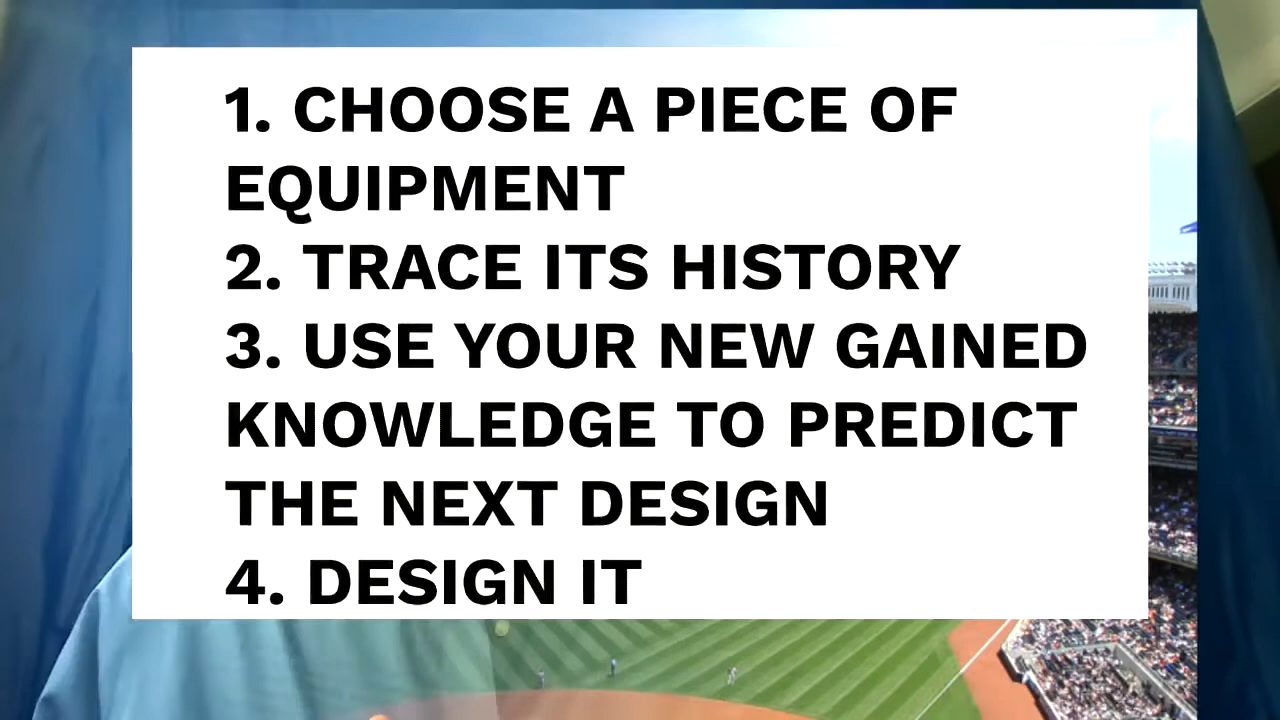 1. CHOOSE A PIECE OF
EQUIPMENT
2. TRACE ITS HISTORY
3. USE YOUR NEW GAINED
KNOWLEDGE TO PREDICT
THE NEXT DESIGN
4. DESIGN IT